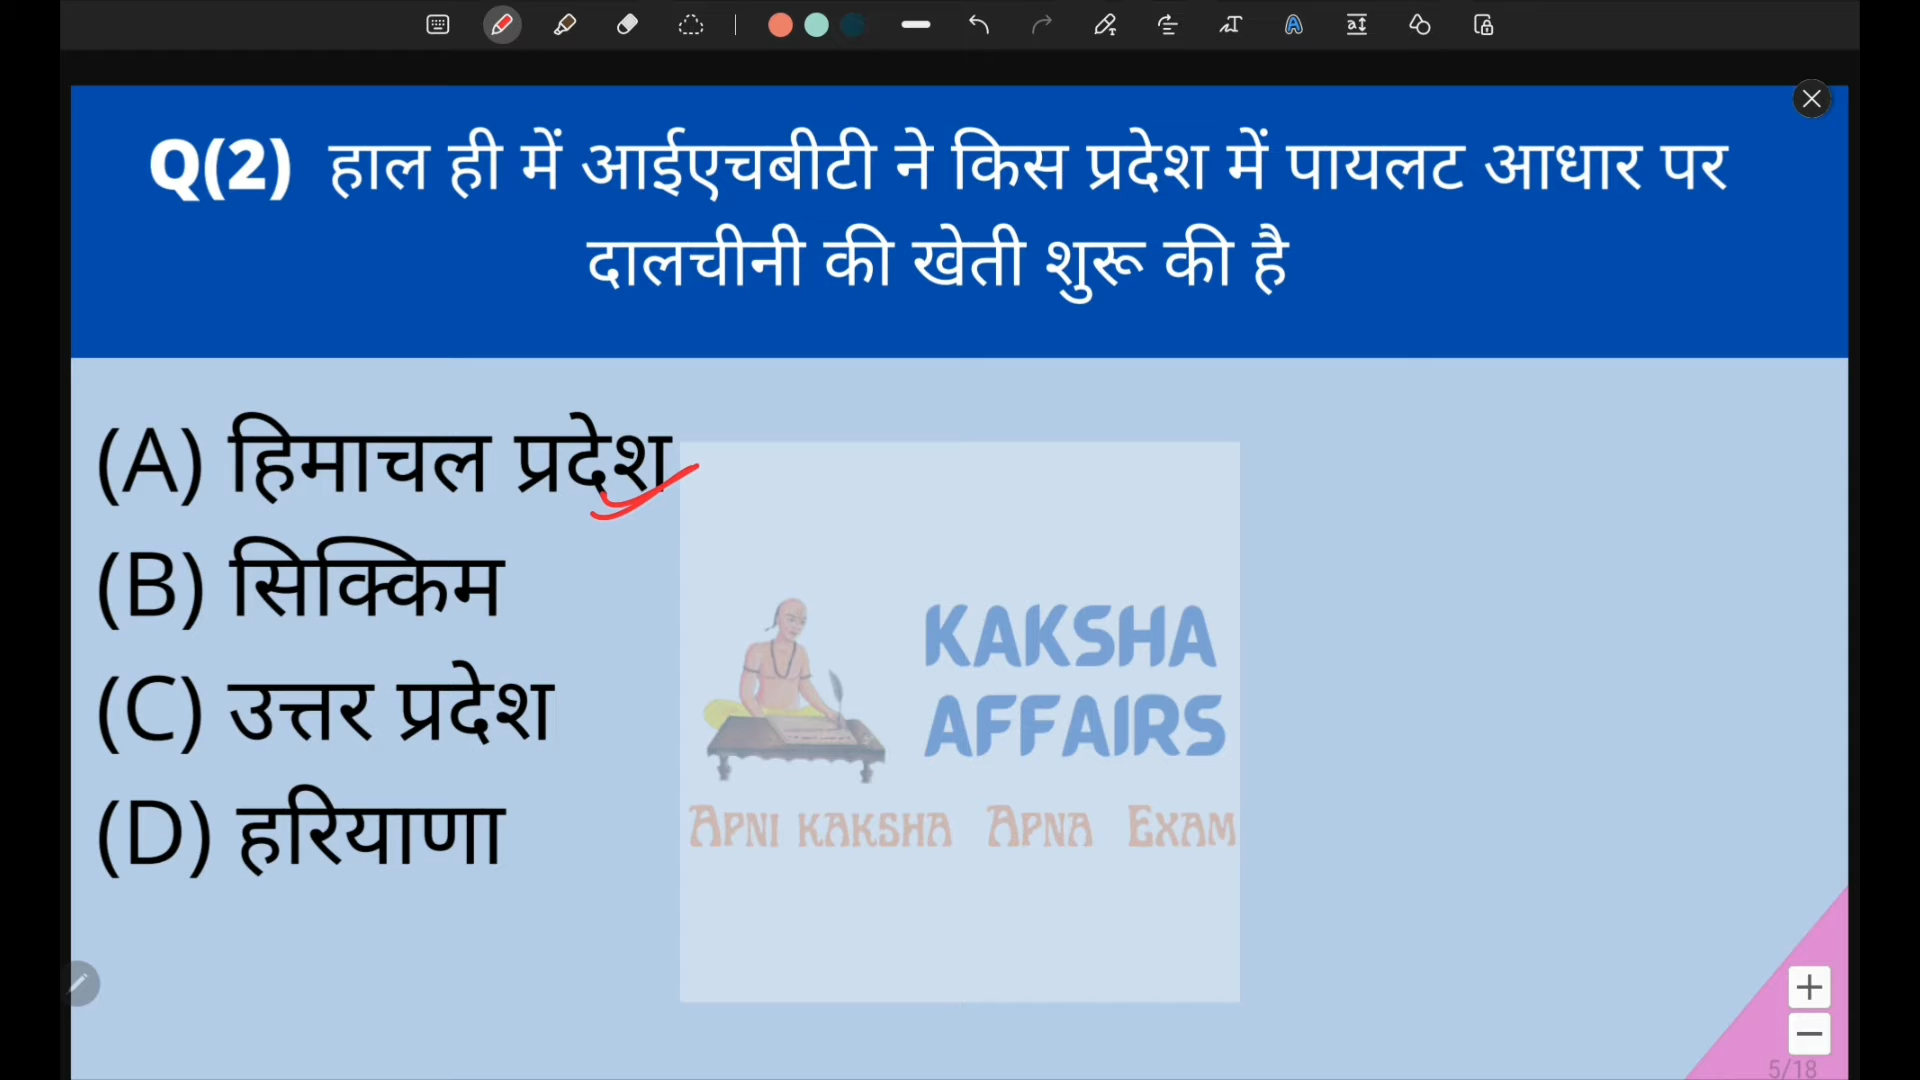 Q(2) हाल ही में आईएचबीटी ने किस प्रदेश में पायलट आधार पर
दालचीनी की खेती शुरू की है
(A) हिमाचल प्रदेश
(B) सिक्किम
(C) उत्तर प्रदेश
(D) हरियाणा
KAKSHA
AFFAIRS
APNI KAKSHA APNA EXAM
5/18